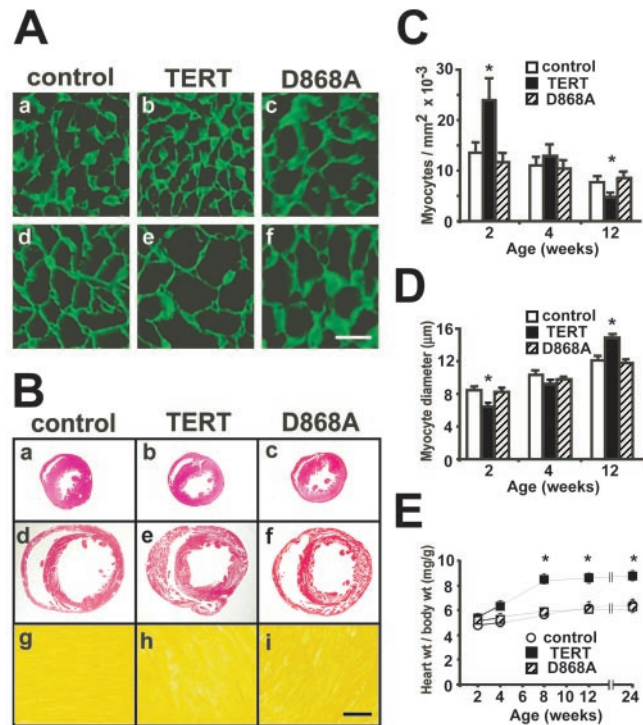 A
control TERT D868A
a b c
d e f
B
control TERT D868A
a b c
d e f
g h i
C
control
TERT
D868A
Myocytes / mm² x 10⁻³
30
20
10
0
*
*
2 4 12
Age (weeks)
D
control
TERT
D868A
Myocyte diameter (µm)
16
12
8
4
0
*
*
2 4 12
Age (weeks)
E
Heart wt / body wt (mg/g)
10
8
6
4
2
0
* * *
control
TERT
D868A
2 4 6 8 10 12 24
Age (weeks)